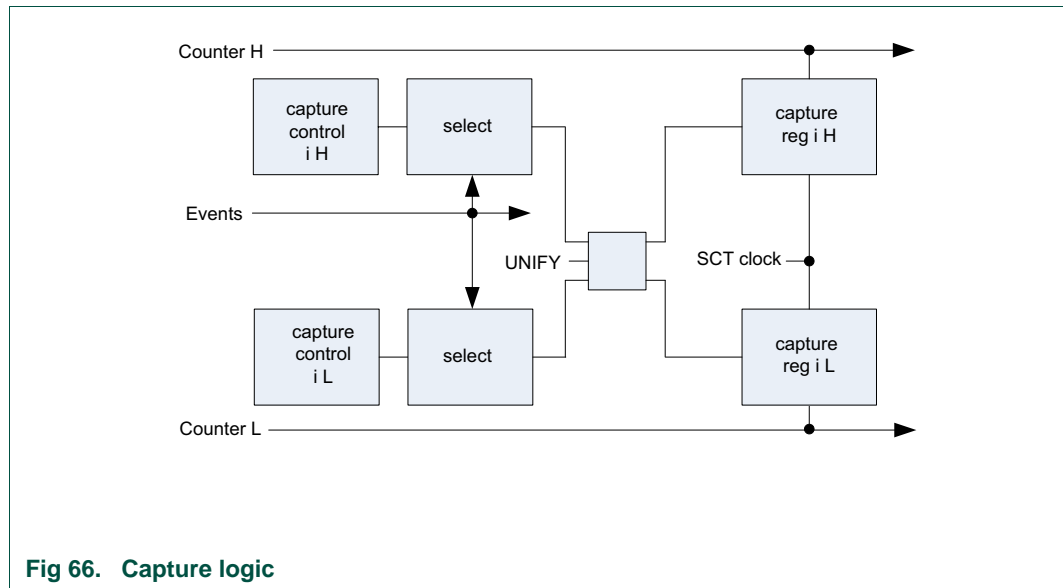 Counter H
capture
control
i H
select
capture
reg i H
Events
UNIFY
SCT clock
capture
control
i L
select
capture
reg i L
Counter L
Fig 66. Capture logic